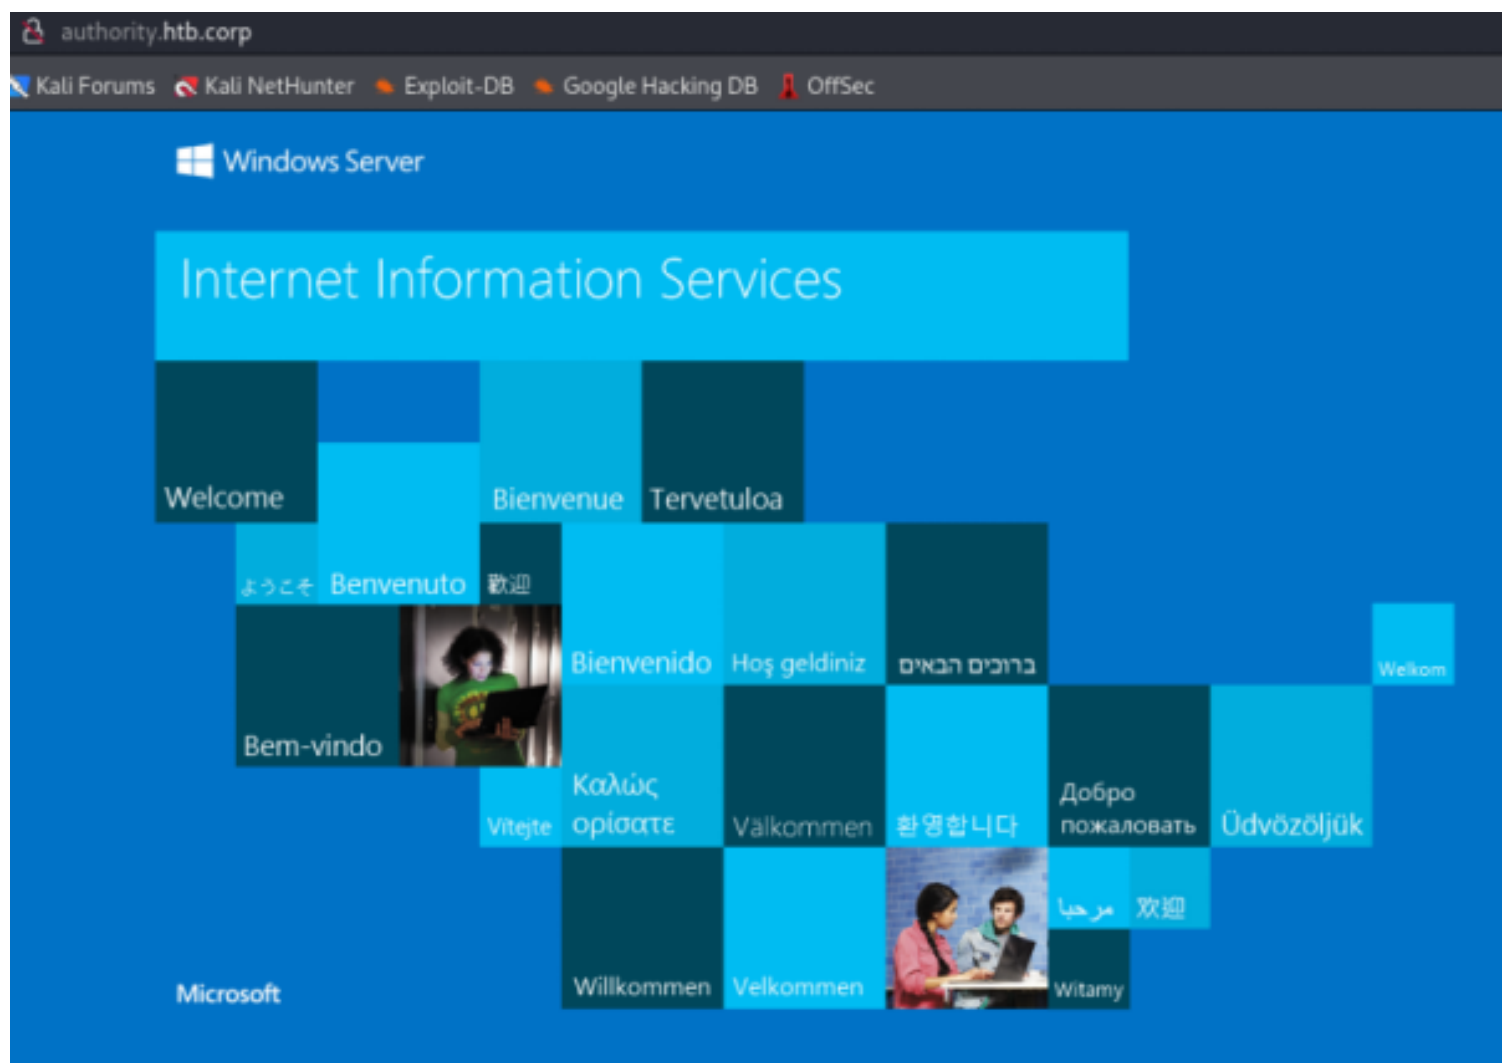 authority.htb.corp
Kali Forums Kali NetHunter Exploit-DB Google Hacking DB OffSec
Windows Server
Internet Information Services
Welcome
Bienvenue
Tervetuloa
ようこそ
Benvenuto
歡迎
Bienvenido
Hoş geldiniz
ברוכים הבאים
Welkom
Bem-vindo
Vítejte
Καλώς
ορίσατε
Välkommen
환영합니다
Добро
пожаловать
Üdvözöljük
Willkommen
Velkommen
مرحبا
欢迎
Witamy
Microsoft